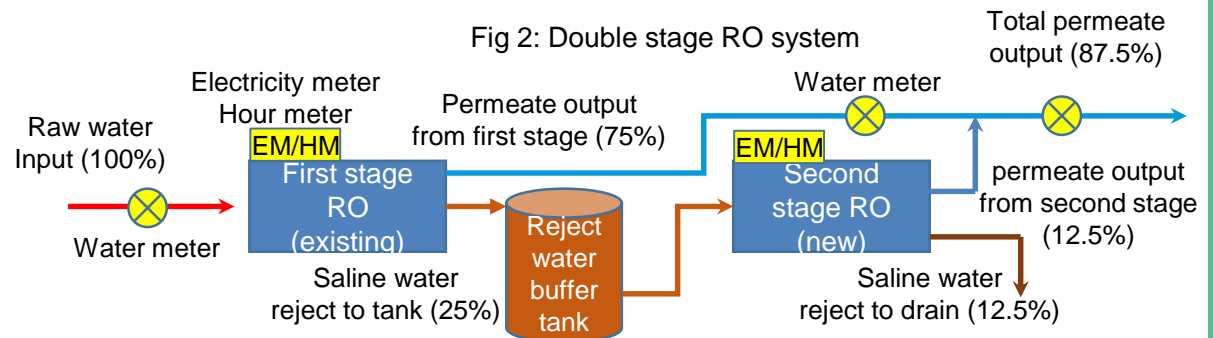 Fig 2: Double stage RO system
Raw water
Input (100%)
Water meter
Electricity meter
Hour meter
EM/HM
First stage
RO
(existing)
Permeate output
from first stage (75%)
Saline water
reject to tank (25%)
Reject
water
buffer
tank
Water meter
EM/HM
Second
stage RO
(new)
Total permeate
output (87.5%)
permeate output
from second stage
(12.5%)
Saline water
reject to drain (12.5%)